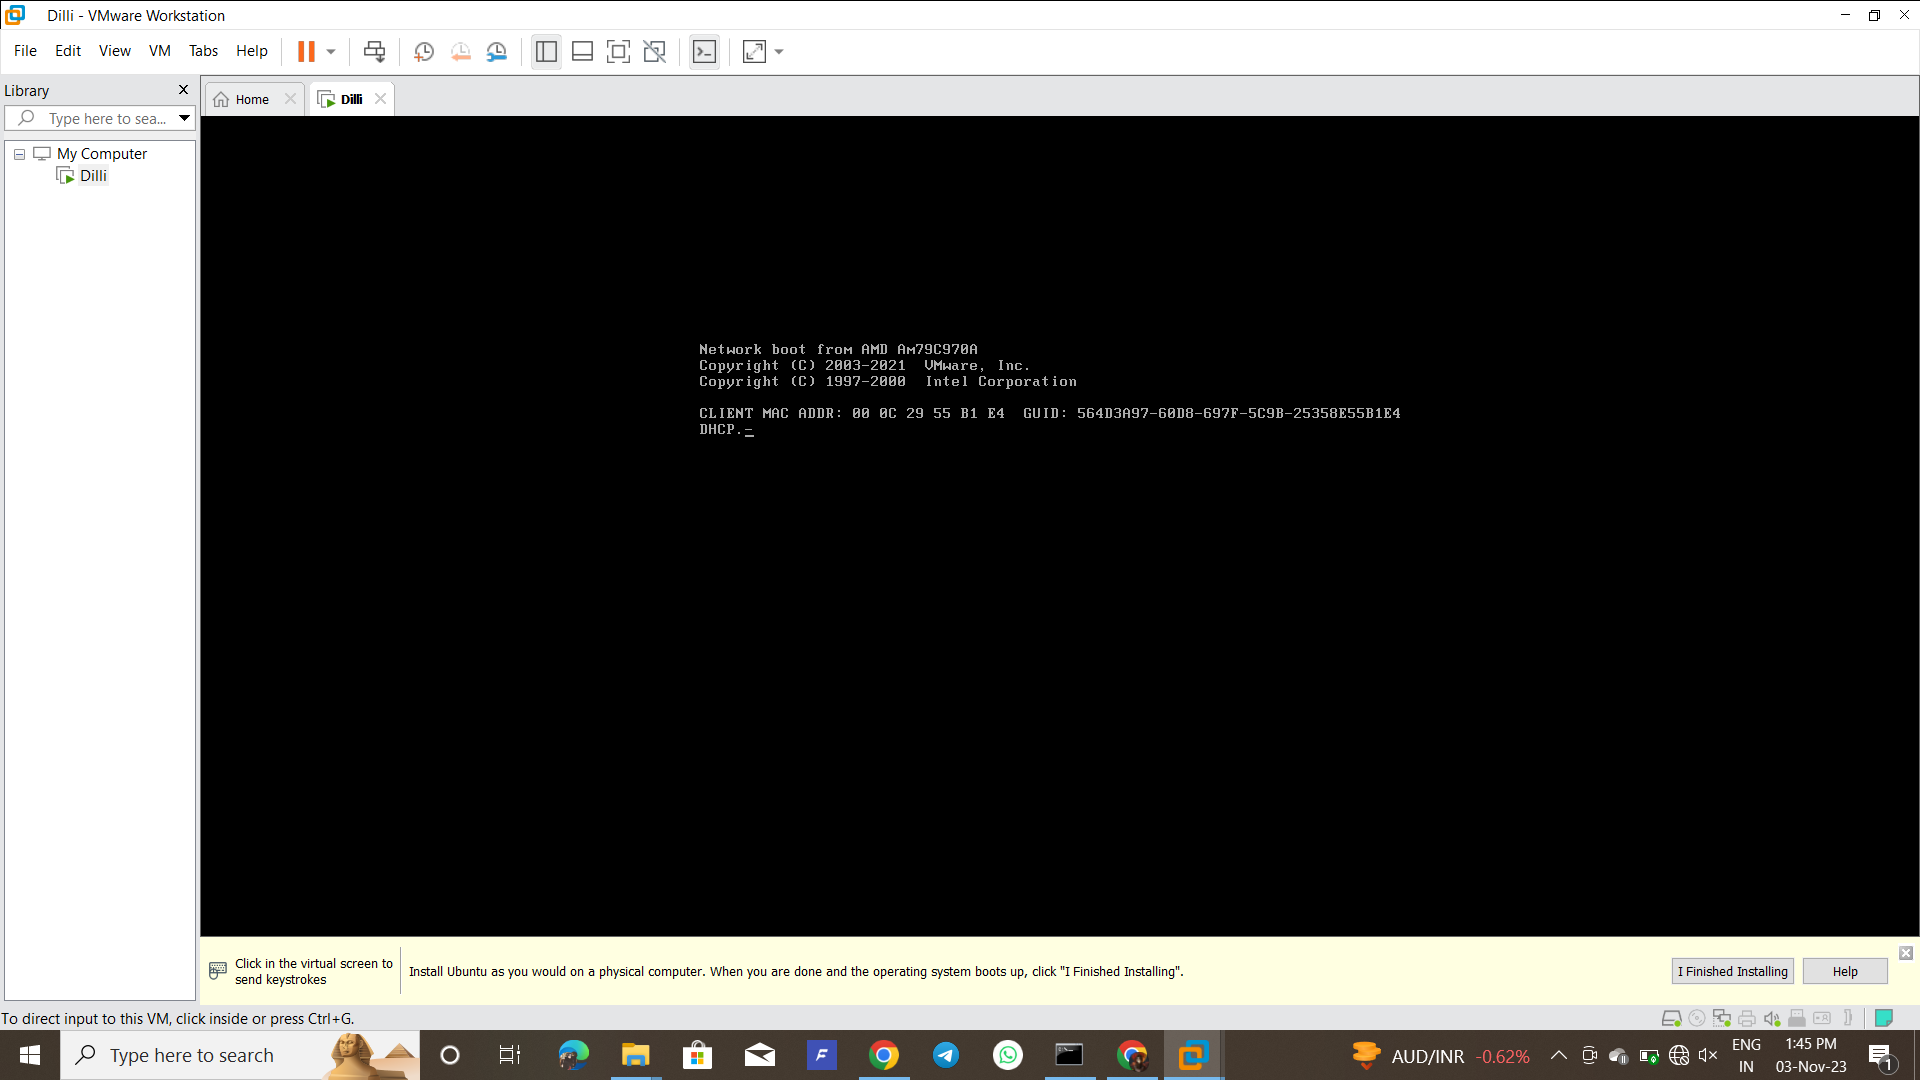 Dilli - VMware Workstation
File Edit View VM Tabs Help
Library
Home
Dilli
Type here to sea...
My Computer
Dilli
Network boot from AMD Am79C970A
Copyright (C) 2003-2021  VMware, Inc.
Copyright (C) 1997-2000  Intel Corporation
CLIENT MAC ADDR: 00 0C 29 55 B1 E4  GUID: 564D3A97-60D8-697F-5C9B-25358E55B1E4
DHCP.-
Click in the virtual screen to
send keystrokes
Install Ubuntu as you would on a physical computer. When you are done and the operating system boots up, click "I Finished Installing".
I Finished Installing
Help
To direct input to this VM, click inside or press Ctrl+G.
Type here to search
F
AUD/INR -0.62%
ENG
IN
1:45 PM
03-Nov-23
1